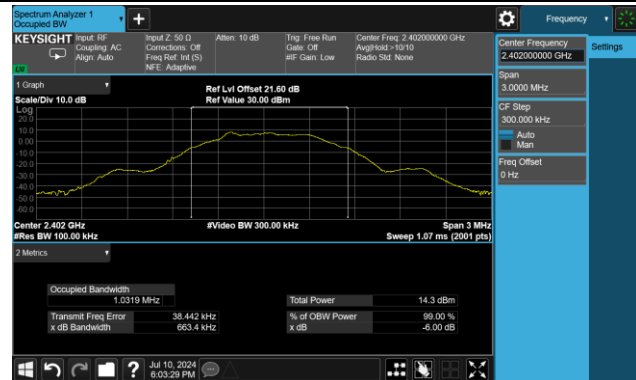 Spectrum Analyzer 1
Occupied BW
Frequency
KEYSIGHT Input: RF
Coupling: AC
Align: Auto
Input Z: 50 Ω
Corrections: Off
Freq Ref: Int (S)
NFE: Adaptive
Atten: 10 dB
Trig: Free Run
Gate: Off
#IF Gain: Low
Center Freq: 2.402000000 GHz
Avg|Hold:>10/10
Radio Std: None
Center Frequency
2.402000000 GHz
Settings
Span
3.0000 MHz
CF Step
300.000 kHz
Auto
Man
Freq Offset
0 Hz
1 Graph
Scale/Div 10.0 dB
Ref Lvl Offset 21.60 dB
Ref Value 30.00 dBm
Log
20.0
10.0
0.00
-10.0
-20.0
-30.0
-40.0
-50.0
-60.0
Center 2.402 GHz
#Res BW 100.00 kHz
#Video BW 300.00 kHz
Span 3 MHz
Sweep 1.07 ms (2001 pts)
2 Metrics
Occupied Bandwidth
1.0319 MHz
Total Power 14.3 dBm
Transmit Freq Error 38.442 kHz
% of OBW Power 99.00 %
x dB Bandwidth 663.4 kHz
x dB -6.00 dB
Jul 10, 2024
6:03:29 PM